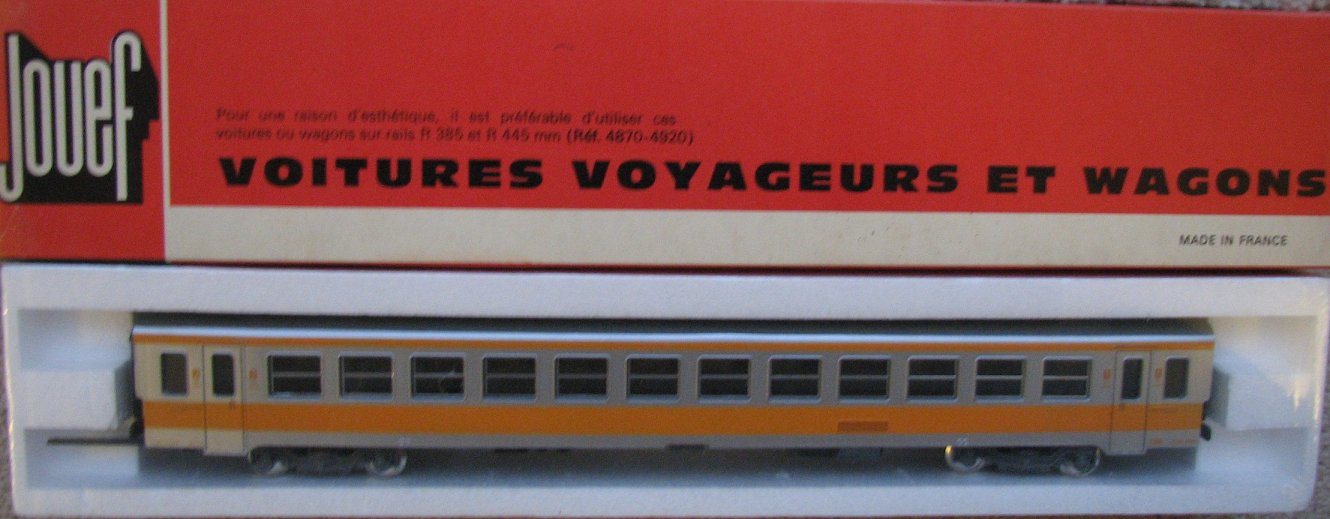 Jouef
Pour une raison d'esthétique, il est préférable d'utiliser ces
voitures ou wagons sur rails R 385 et R 445 mm (Réf. 4870-4920)
VOITURES VOYAGEURS ET WAGONS
MADE IN FRANCE